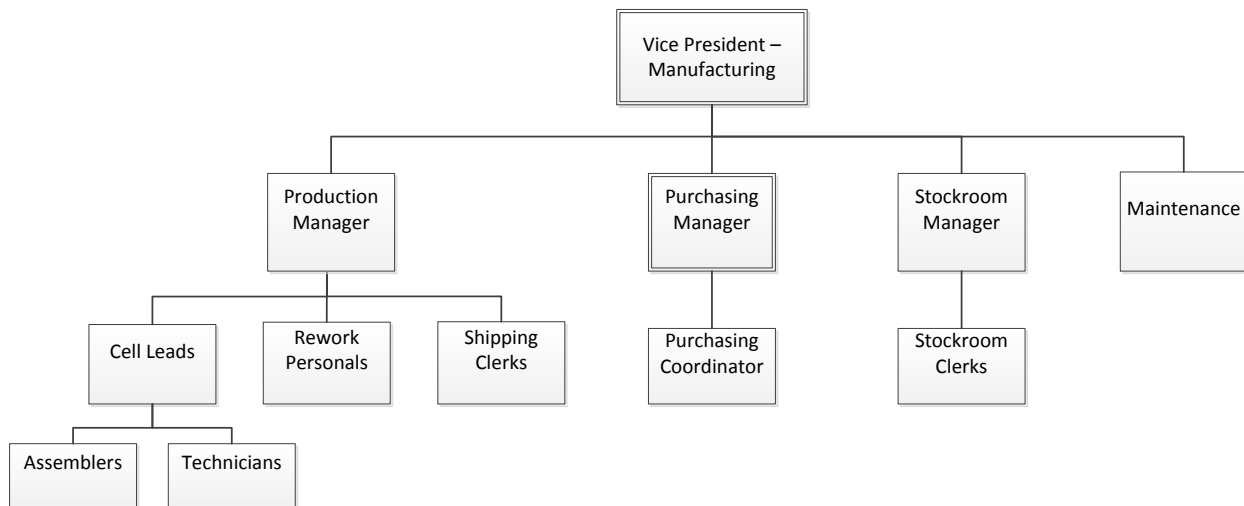 Vice President –
Manufacturing
Production
Manager
Purchasing
Manager
Stockroom
Manager
Maintenance
Cell Leads
Rework
Personals
Shipping
Clerks
Purchasing
Coordinator
Stockroom
Clerks
Assemblers
Technicians